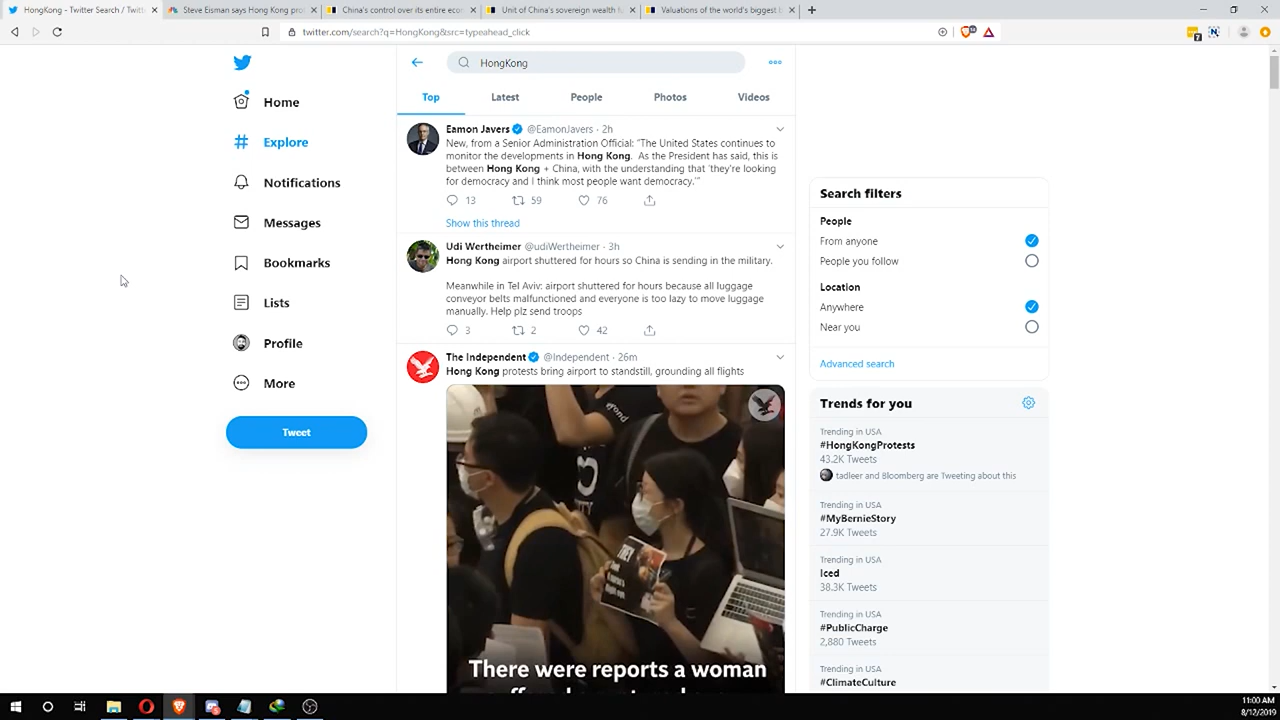 HongKong - Twitter Search / Twitt
Steve Eisman says Hong Kong pro
China's control over its entire econ
Unit of China's sovereign wealth fu
Valuations of the world's biggest b
twitter.com/search?q=HongKong&src=typeahead_click
HongKong
Top
Latest
People
Photos
Videos
Home
Explore
Notifications
Messages
Bookmarks
Lists
Profile
More
Tweet
Eamon Javers @EamonJavers · 2h
New, from a Senior Administration Official: "The United States continues to
monitor the developments in Hong Kong. As the President has said, this is
between Hong Kong + China, with the understanding that 'they're looking
for democracy and I think most people want democracy.'"
13 59 76
Show this thread
Udi Wertheimer @udiWertheimer · 3h
Hong Kong airport shuttered for hours so China is sending in the military.
Meanwhile in Tel Aviv: airport shuttered for hours because all luggage
conveyor belts malfunctioned and everyone is too lazy to move luggage
manually. Help plz send troops
3 2 42
The Independent @Independent · 26m
Hong Kong protests bring airport to standstill, grounding all flights
There were reports a woman
Search filters
People
From anyone
People you follow
Location
Anywhere
Near you
Advanced search
Trends for you
Trending in USA
#HongKongProtests
43.2K Tweets
tadleer and Bloomberg are Tweeting about this
Trending in USA
#MyBernieStory
27.9K Tweets
Trending in USA
Iced
38.3K Tweets
Trending in USA
#PublicCharge
2,880 Tweets
Trending in USA
#ClimateCulture
11:00 AM
8/12/2019